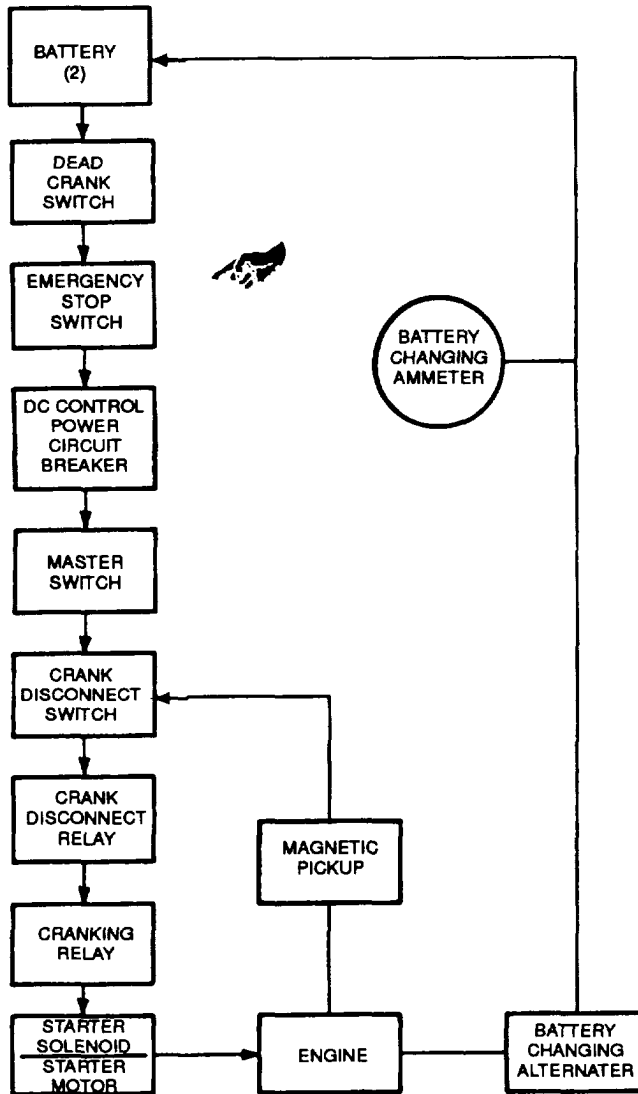 BATTERY
(2)
DEAD
CRANK
SWITCH
EMERGENCY
STOP
SWITCH
DC CONTROL
POWER
CIRCUIT
BREAKER
MASTER
SWITCH
CRANK
DISCONNECT
SWITCH
CRANK
DISCONNECT
RELAY
CRANKING
RELAY
STARTER
SOLENOID
STARTER
MOTOR
BATTERY
CHANGING
AMMETER
MAGNETIC
PICKUP
ENGINE
BATTERY
CHANGING
ALTERNATER